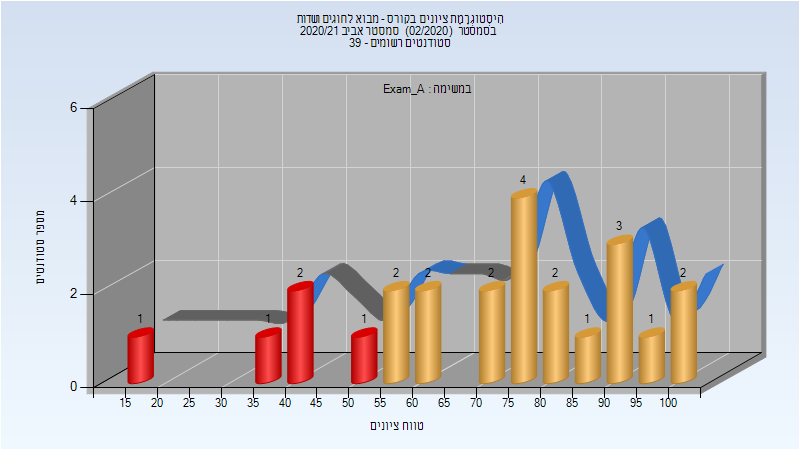 היסטוגרמת ציונים בקורס - מבוא לחוגים ושדות
בסמסטר (02/2020) סמסטר אביב 2020/21
סטודנטים רשומים - 39
במשימה : Exam_A
6
4
2
0
מספר סטודנטים
1
1
2
1
2
2
2
4
2
1
3
1
2
15 20 25 30 35 40 45 50 55 60 65 70 75 80 85 90 95 100
טווח ציונים